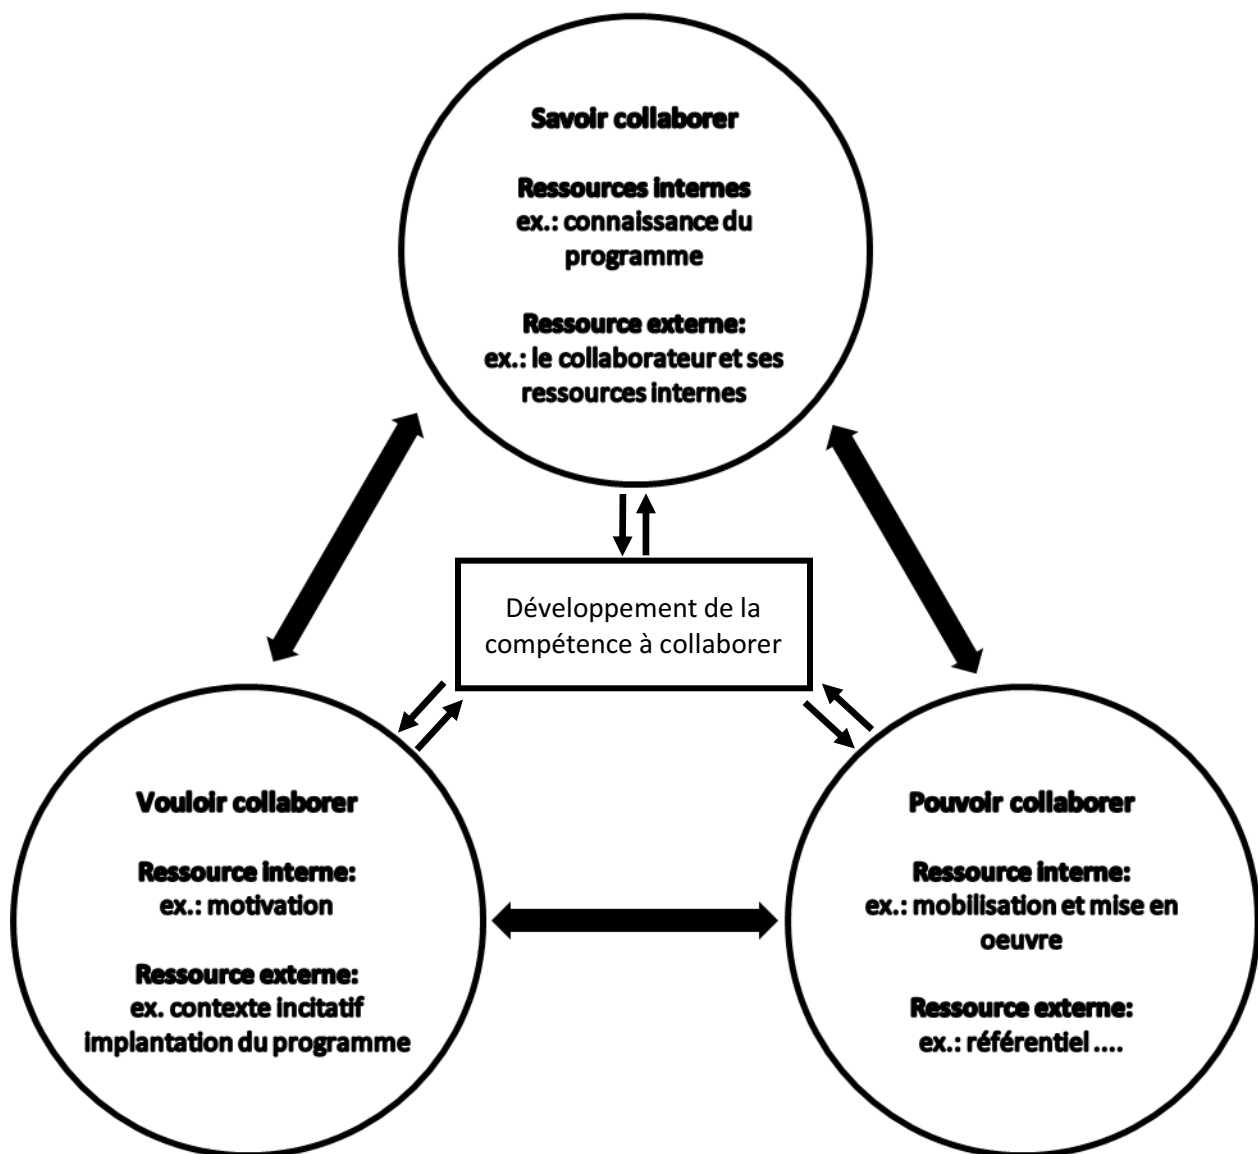 Savoir collaborer
Ressources internes
ex.: connaissance du
programme
Ressource externe:
ex.: le collaborateur et ses
ressources internes
Développement de la
compétence à collaborer
Vouloir collaborer
Ressource interne:
ex.: motivation
Ressource externe:
ex. contexte incitatif
implantation du programme
Pouvoir collaborer
Ressource interne:
ex.: mobilisation et mise en
oeuvre
Ressource externe:
ex.: référentiel ....